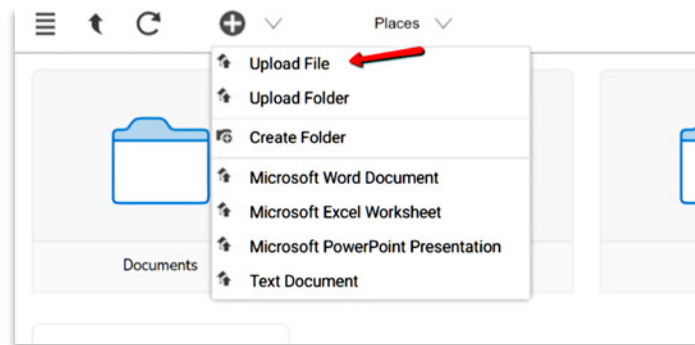 Places
Upload File
Upload Folder
Create Folder
Microsoft Word Document
Microsoft Excel Worksheet
Microsoft PowerPoint Presentation
Text Document
Documents